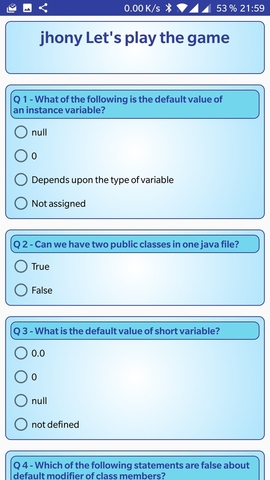 0.00 K/s 53 % 21:59
jhony Let's play the game
Q 1 - What of the following is the default value of
an instance variable?
null
0
Depends upon the type of variable
Not assigned
Q 2 - Can we have two public classes in one java file?
True
False
Q 3 - What is the default value of short variable?
0.0
0
null
not defined
Q 4 - Which of the following statements are false about
default modifier of class members?